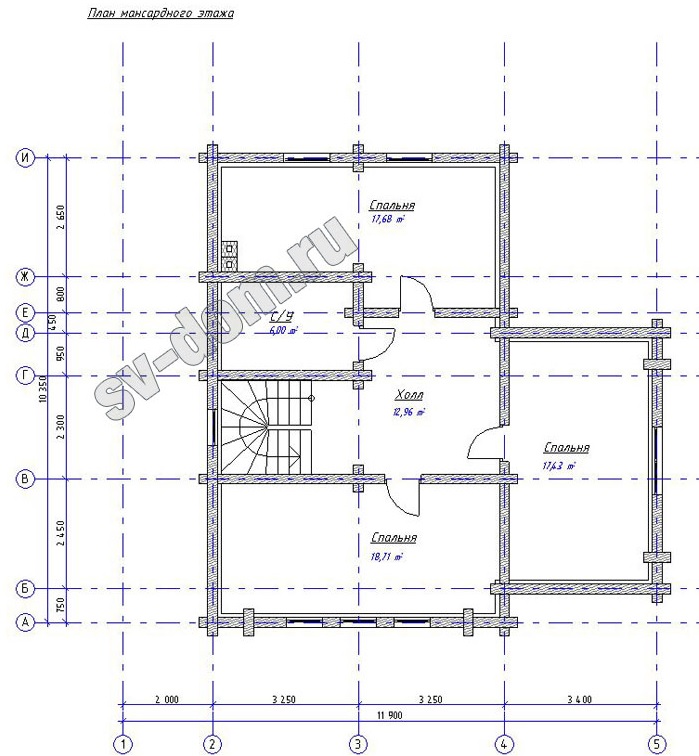 План мансардного этажа
И
Спальня
17,68 м²
2 650
Ж
800
Е
С/У
6,00 м²
450
Д
950
Г
10 350
Холл
12,96 м²
2 300
Спальня
17,43 м²
В
Спальня
18,71 м²
2 450
Б
750
А
2 000
3 250
3 250
3 400
11 900
1
2
3
4
5
sv-dom.ru